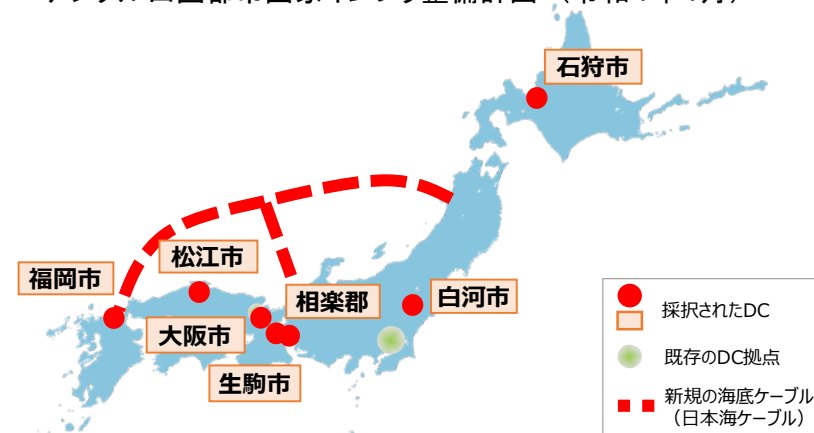 石狩市
松江市
福岡市
相楽郡
白河市
大阪市
生駒市
採択されたDC
既存のDC拠点
新規の海底ケーブル
（日本海ケーブル）